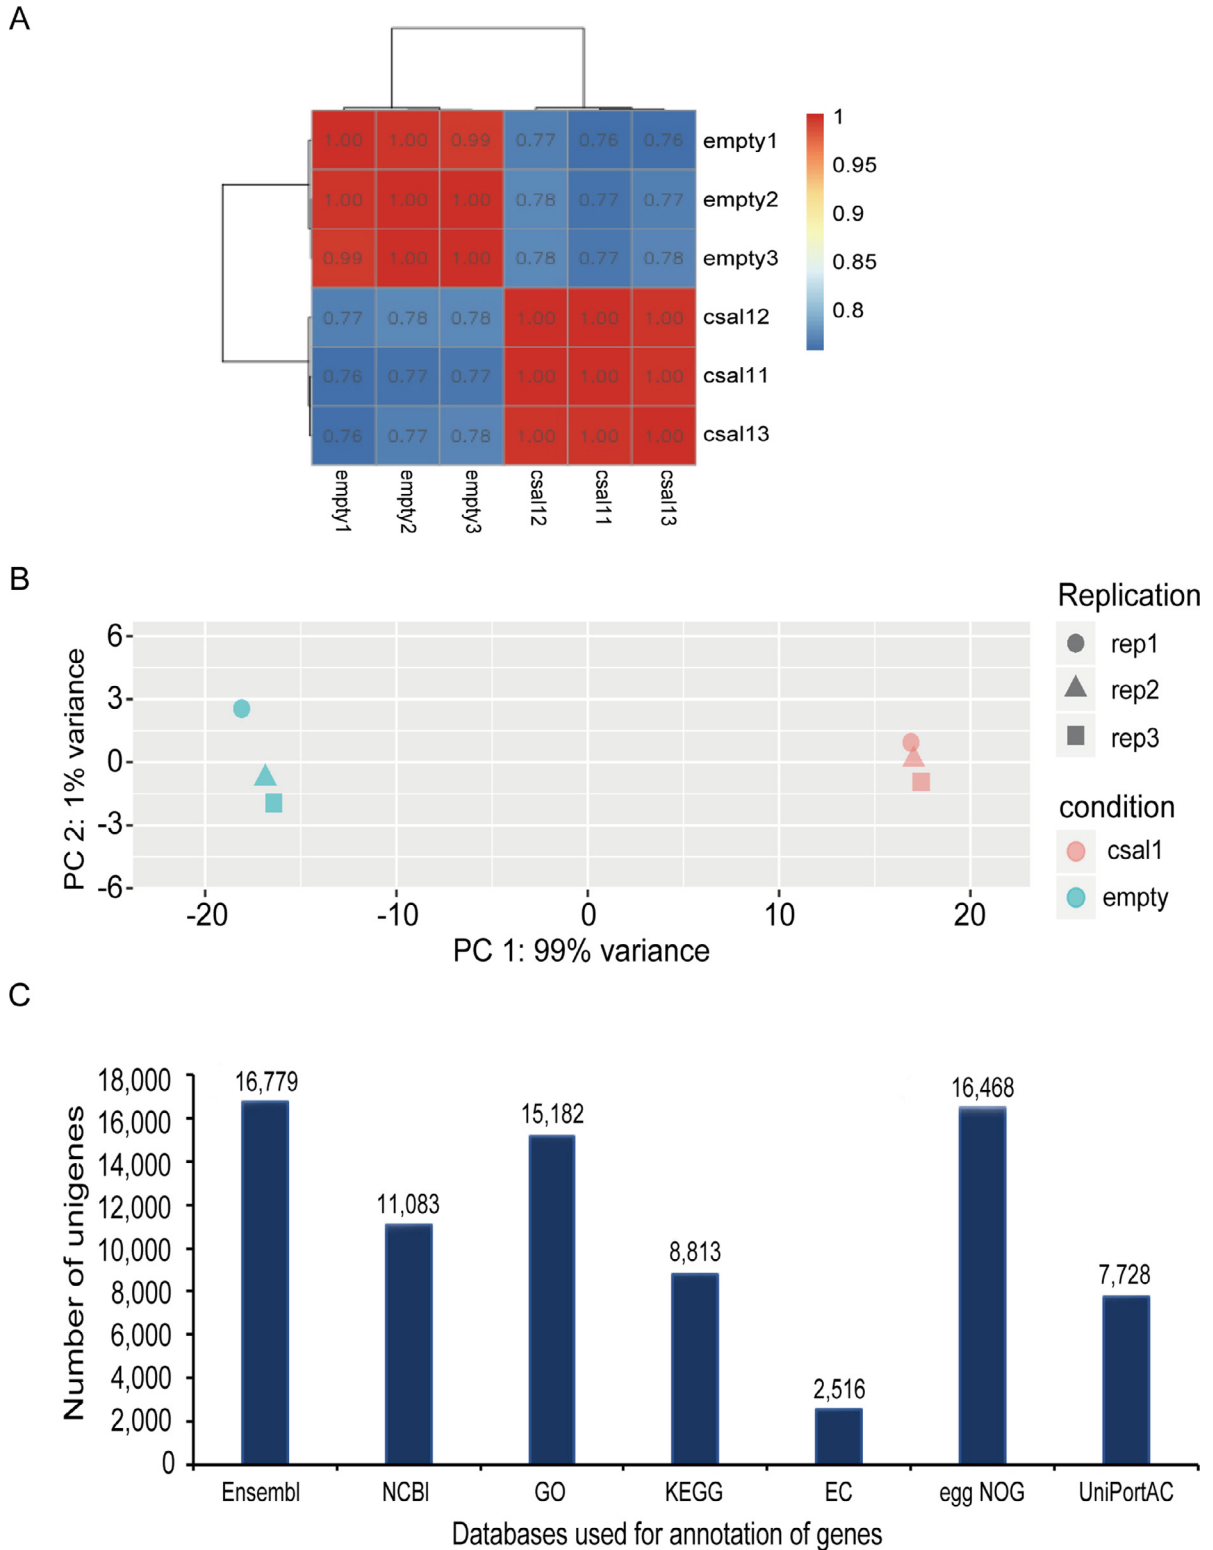 A
1.00 1.00 0.99 0.77 0.76 0.76 empty1
1.00 1.00 1.00 0.78 0.77 0.77 empty2
0.99 1.00 1.00 0.78 0.77 0.78 empty3
0.77 0.78 0.78 1.00 1.00 1.00 csal12
0.76 0.77 0.77 1.00 1.00 1.00 csal11
0.76 0.77 0.78 1.00 1.00 1.00 csal13
empty1 empty2 empty3 csal12 csal11 csal13
1
0.95
0.9
0.85
0.8
B
PC 2: 1% variance
6
3
0
-3
-6
-20 -10 0 10 20
PC 1: 99% variance
Replication
rep1
rep2
rep3
condition
csal1
empty
C
Number of unigenes
18,000
16,000
14,000
12,000
10,000
8,000
6,000
4,000
2,000
0
16,779
11,083
15,182
8,813
2,516
16,468
7,728
Ensembl NCBI GO KEGG EC egg NOG UniPortAC
Databases used for annotation of genes